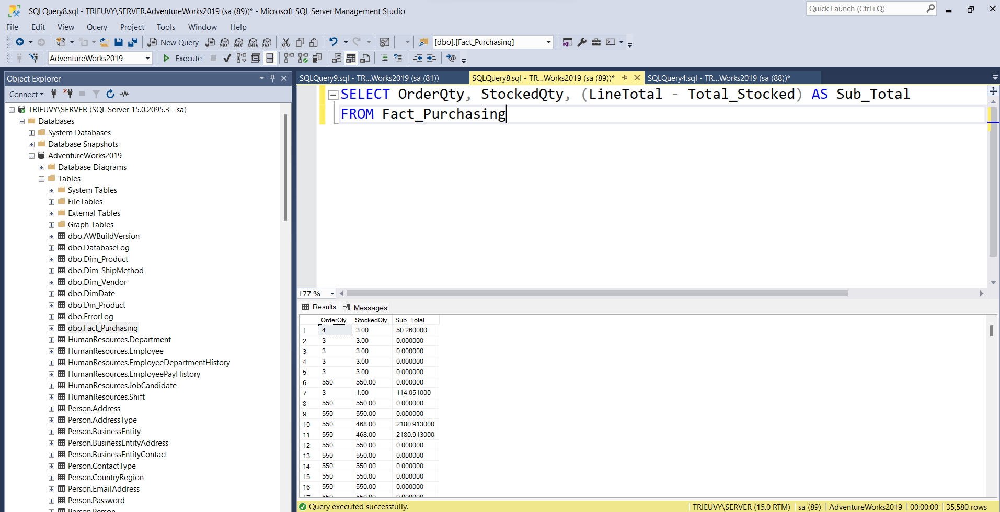 SQLQuery8.sql - TRIEUVY\SERVER.AdventureWorks2019 (sa (89))* - Microsoft SQL Server Management Studio
Quick Launch (Ctrl+Q)
File Edit View Query Project Tools Window Help
New Query MDX DMX XMLA DAX [dbo].[Fact_Purchasing]
AdventureWorks2019 Execute
Object Explorer
Connect
TRIEUVY\SERVER (SQL Server 15.0.2095.3 - sa)
Databases
System Databases
Database Snapshots
AdventureWorks2019
Database Diagrams
Tables
System Tables
FileTables
External Tables
Graph Tables
dbo.AWBuildVersion
dbo.DatabaseLog
dbo.Dim_Product
dbo.Dim_ShipMethod
dbo.Dim_Vendor
dbo.DimDate
dbo.Din_Product
dbo.ErrorLog
dbo.Fact_Purchasing
HumanResources.Department
HumanResources.Employee
HumanResources.EmployeeDepartmentHistory
HumanResources.EmployeePayHistory
HumanResources.JobCandidate
HumanResources.Shift
Person.Address
Person.AddressType
Person.BusinessEntity
Person.BusinessEntityAddress
Person.BusinessEntityContact
Person.ContactType
Person.CountryRegion
Person.EmailAddress
Person.Password
Person.Person
SQLQuery9.sql - TR...Works2019 (sa (81)) SQLQuery8.sql - TR...Works2019 (sa (89))* SQLQuery4.sql - TR...Works2019 (sa (88))*
SELECT OrderQty, StockedQty, (LineTotal - Total_Stocked) AS Sub_Total
FROM Fact_Purchasing
177 %
Results Messages
OrderQty StockedQty Sub_Total
1 4 3.00 50.260000
2 3 3.00 0.000000
3 3 3.00 0.000000
4 3 3.00 0.000000
5 3 3.00 0.000000
6 550 550.00 0.000000
7 3 1.00 114.051000
8 550 550.00 0.000000
9 550 550.00 0.000000
10 550 468.00 2180.913000
11 550 468.00 2180.913000
12 550 550.00 0.000000
13 550 550.00 0.000000
14 550 550.00 0.000000
15 550 550.00 0.000000
16 550 550.00 0.000000
17 550 550.00 0.000000
Query executed successfully. TRIEUVY\SERVER (15.0 RTM) sa (89) AdventureWorks2019 00:00:00 35,580 rows